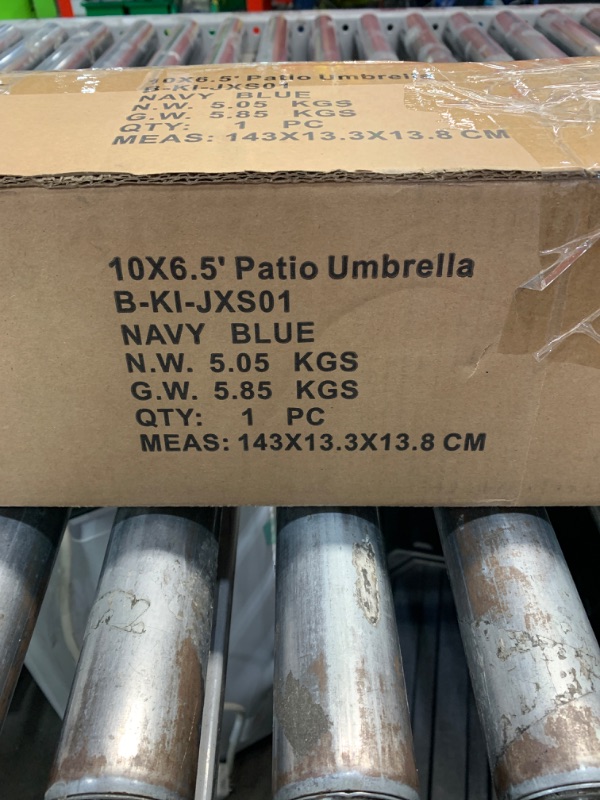 10X6.5' Patio Umbrella
B-KI-JXS01
NAVY BLUE
N.W. 5.05 KGS
G.W. 5.85 KGS
QTY: 1 PC
MEAS: 143X13.3X13.8 CM
10X6.5' Patio Umbrella
B-KI-JXS01
NAVY BLUE
N.W. 5.05 KGS
G.W. 5.85 KGS
QTY: 1 PC
MEAS: 143X13.3X13.8 CM